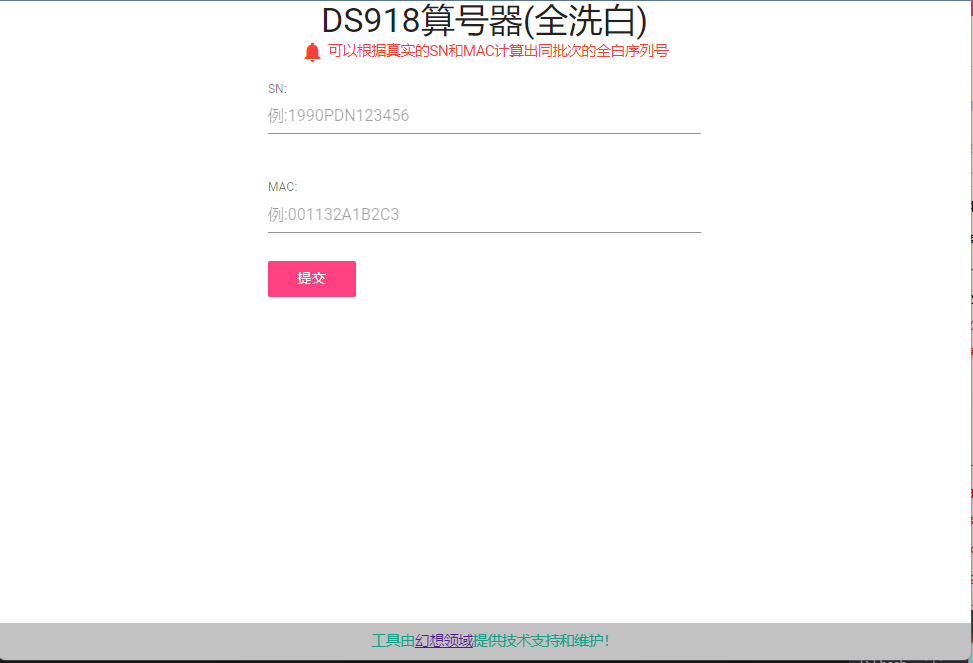 DS918算号器(全洗白)
可以根据真实的SN和MAC计算出同批次的全白序列号
SN:
例:1990PDN123456
MAC:
例:001132A1B2C3
提交
工具由幻想领域提供技术支持和维护!